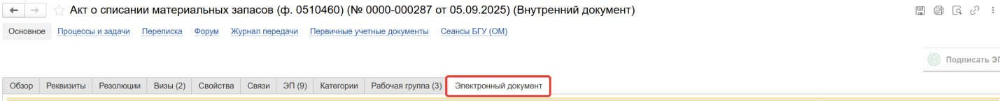 Акт о списании материальных запасов (ф. 0510460) (№ 0000-000287 от 05.09.2025) (Внутренний документ)
Основное Процессы и задачи Переписка Форум Журнал передачи Первичные учетные документы Сеансы БГУ (ОМ)
Подписать ЭП
Обзор Реквизиты Резолюции Визы (2) Свойства Связи ЭП (9) Категории Рабочая группа (3) Электронный документ